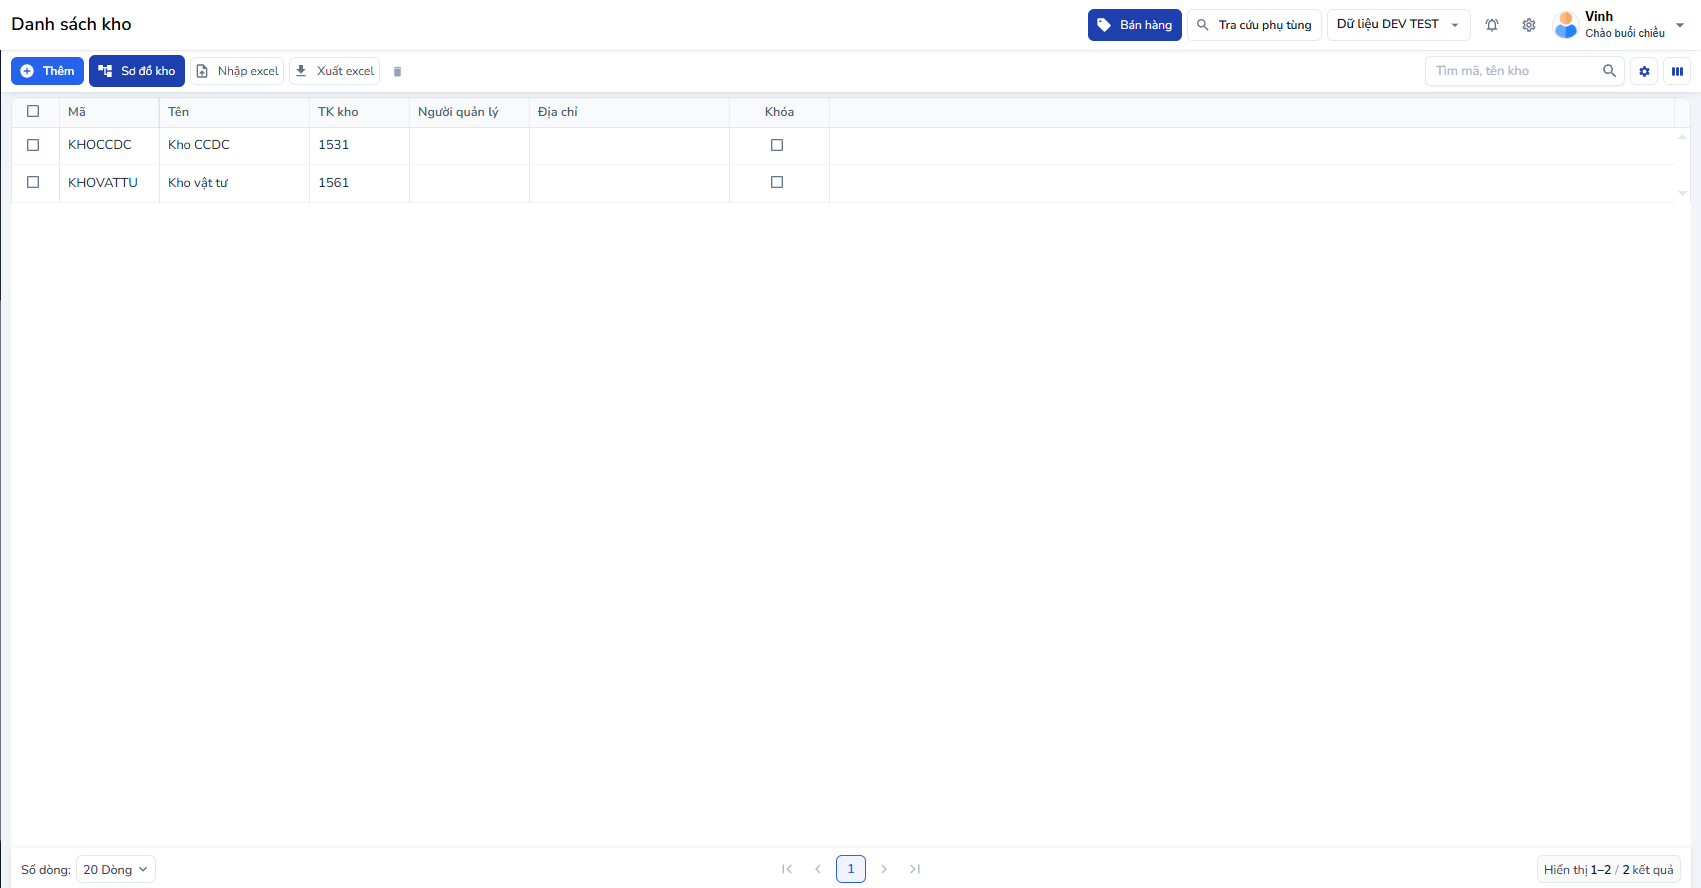 Danh sách kho
Bán hàng
Tra cứu phụ tùng
Dữ liệu DEV TEST
Vinh
Chào buổi chiều
Thêm
Sơ đồ kho
Nhập excel
Xuất excel
Tìm mã, tên kho
Mã Tên TK kho Người quản lý Địa chỉ Khóa
KHOCCDC Kho CCDC 1531
KHOVATTU Kho vật tư 1561
Số dòng: 20 Dòng
1
Hiển thị 1–2 / 2 kết quả